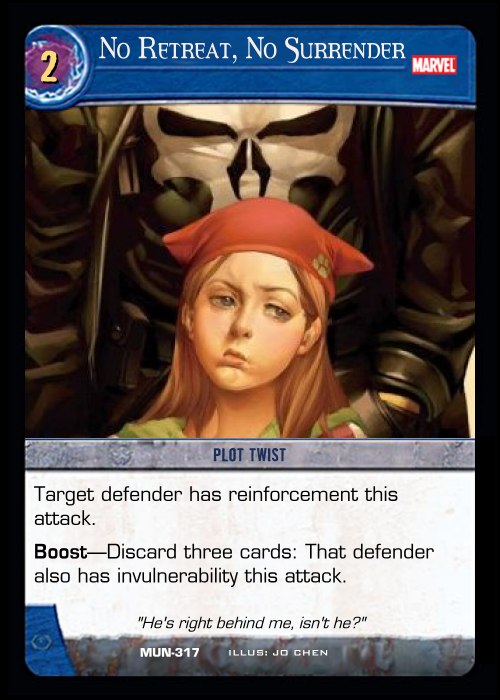 2
No Retreat, No Surrender
MARVEL
PLOT TWIST
Target defender has reinforcement this
attack.
Boost—Discard three cards: That defender
also has invulnerability this attack.
"He's right behind me, isn't he?"
MUN-317 ILLUS: JO CHEN